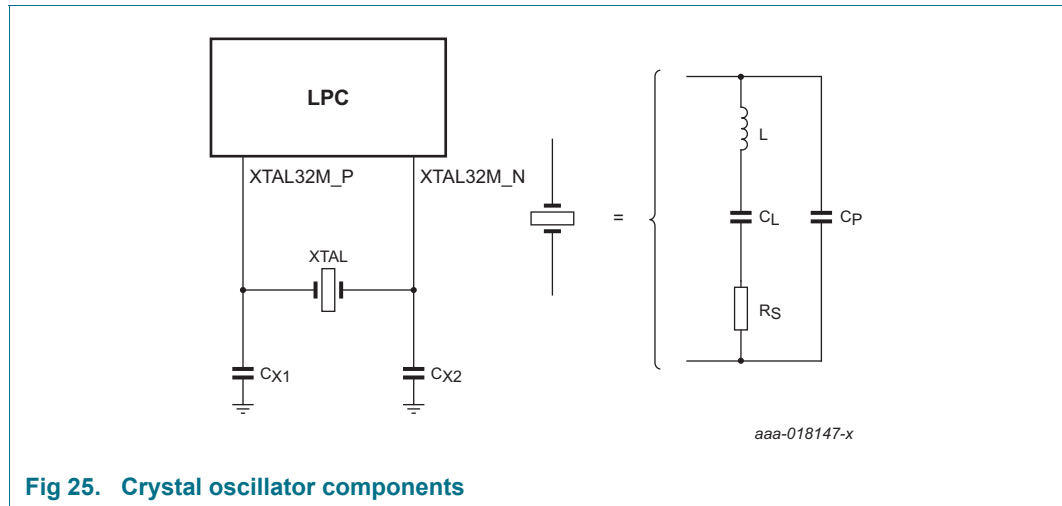 LPC
XTAL32M_P
XTAL32M_N
XTAL
CX1
CX2
=
L
CL
CP
RS
aaa-018147-x
Fig 25. Crystal oscillator components